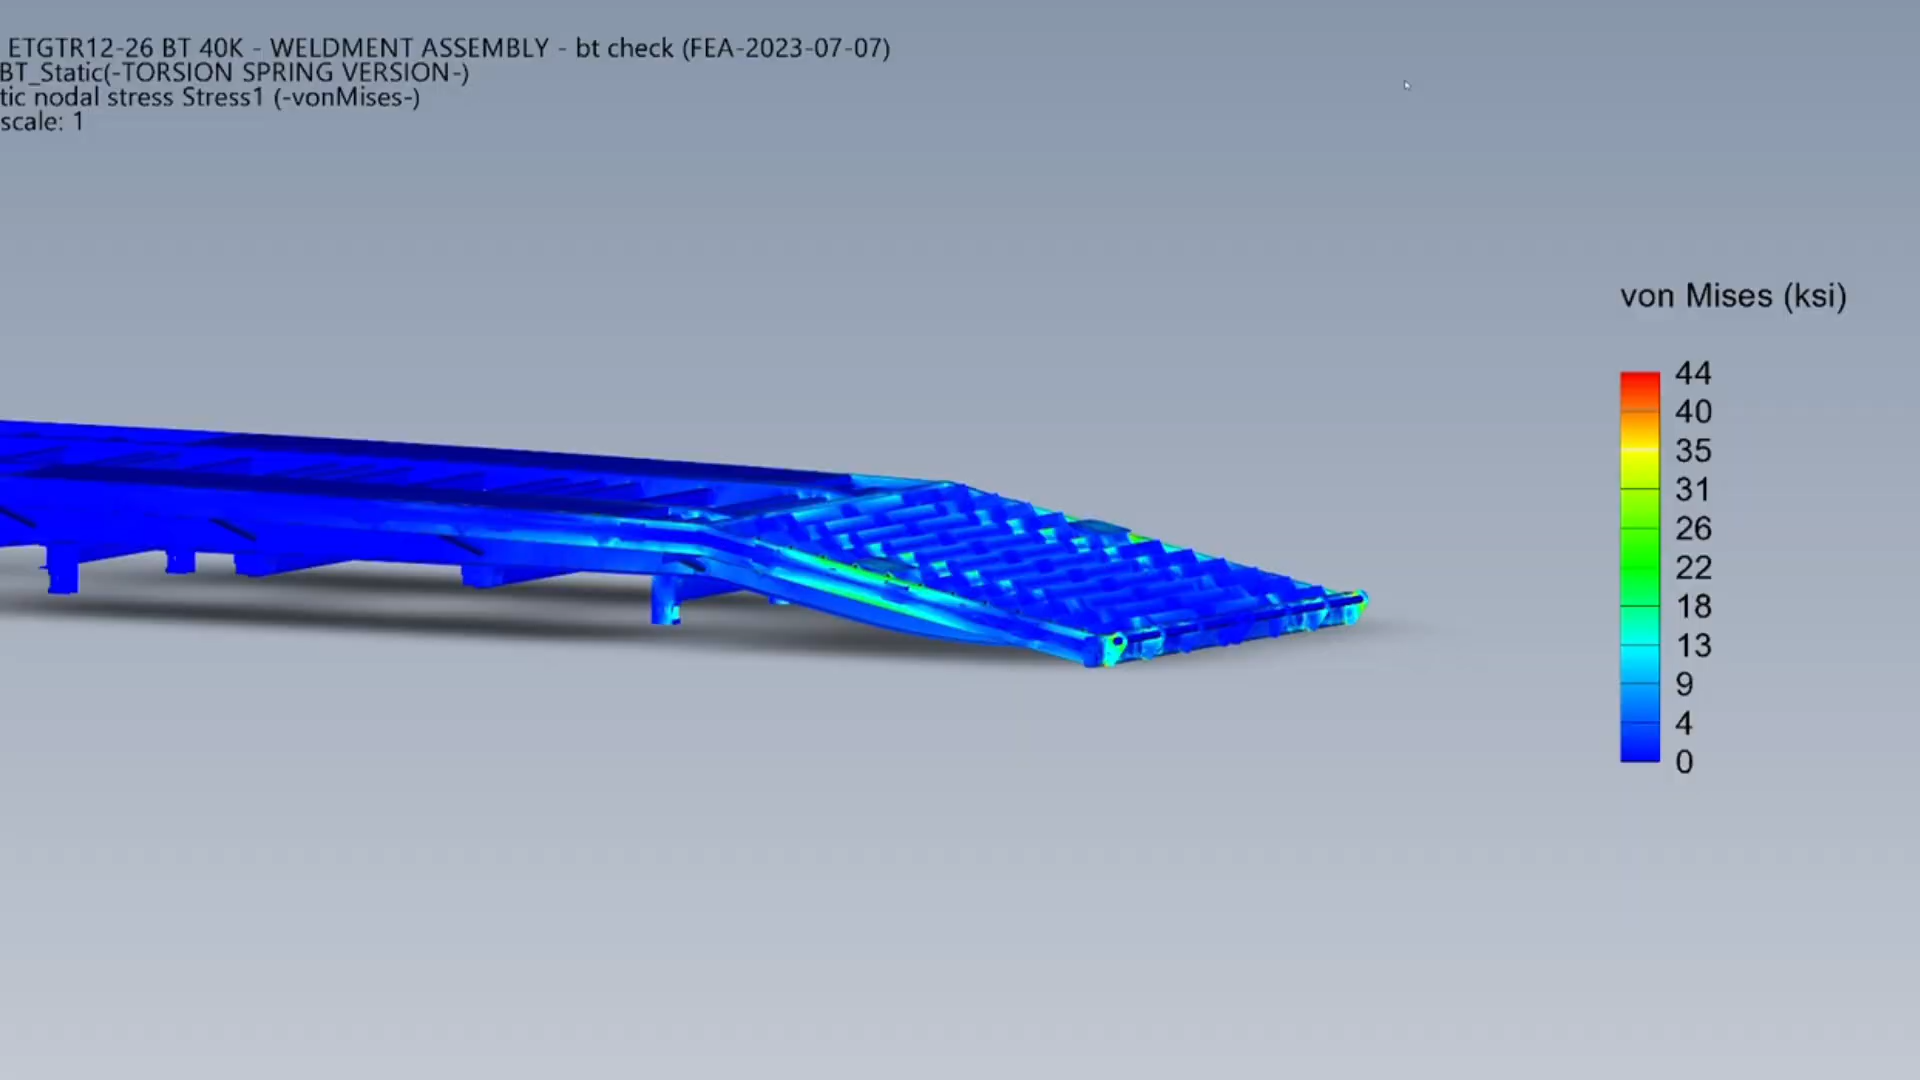 ETGTR12-26 BT 40K - WELDMENT ASSEMBLY - bt check (FEA-2023-07-07)
BT_Static(-TORSION SPRING VERSION-)
tic nodal stress Stress1 (-vonMises-)
scale: 1
von Mises (ksi)
44
40
35
31
26
22
18
13
9
4
0